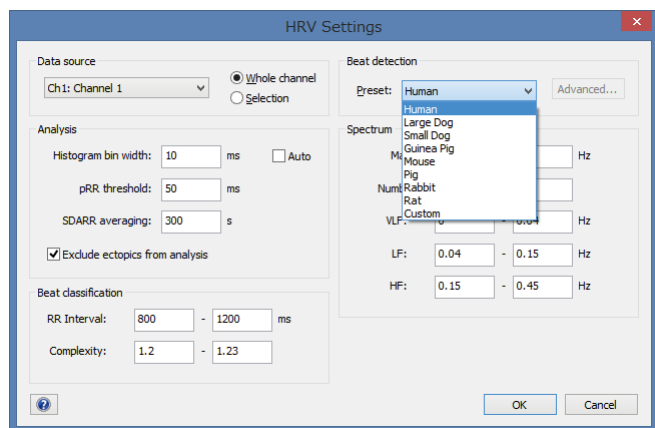 HRV Settings
Data source
Ch1: Channel 1
Whole channel
Selection
Analysis
Histogram bin width: 10 ms Auto
pRR threshold: 50 ms
SDARR averaging: 300 s
Exclude ectopics from analysis
Beat classification
RR Interval: 800 - 1200 ms
Complexity: 1.2 - 1.23
Beat detection
Preset: Human Advanced...
Human
Large Dog
Small Dog
Guinea Pig
Mouse
Pig
Rabbit
Rat
Custom
Spectrum
Hz
VLF: - Hz
LF: 0.04 - 0.15 Hz
HF: 0.15 - 0.45 Hz
OK Cancel